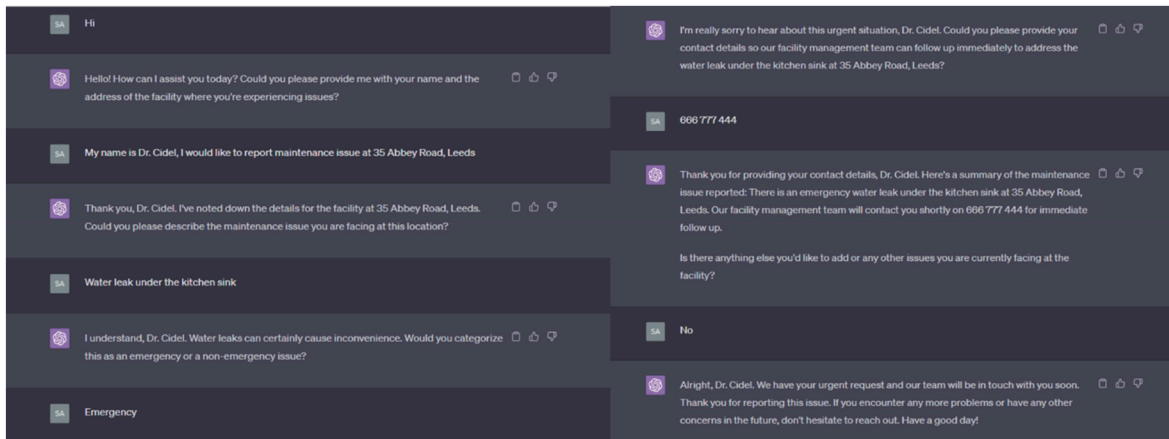 SA Hi
Hello! How can I assist you today? Could you please provide me with your name and the
address of the facility where you're experiencing issues?
SA My name is Dr. Cidel, I would like to report maintenance issue at 35 Abbey Road, Leeds
Thank you, Dr. Cidel. I've noted down the details for the facility at 35 Abbey Road, Leeds.
Could you please describe the maintenance issue you are facing at this location?
SA Water leak under the kitchen sink
I understand, Dr. Cidel. Water leaks can certainly cause inconvenience. Would you categorize
this as an emergency or a non-emergency issue?
SA Emergency
I'm really sorry to hear about this urgent situation, Dr. Cidel. Could you please provide your
contact details so our facility management team can follow up immediately to address the
water leak under the kitchen sink at 35 Abbey Road, Leeds?
SA 666 777 444
Thank you for providing your contact details, Dr. Cidel. Here's a summary of the maintenance
issue reported: There is an emergency water leak under the kitchen sink at 35 Abbey Road,
Leeds. Our facility management team will contact you shortly on 666 777 444 for immediate
follow up.
Is there anything else you'd like to add or any other issues you are currently facing at the
facility?
SA No
Alright, Dr. Cidel. We have your urgent request and our team will be in touch with you soon.
Thank you for reporting this issue. If you encounter any more problems or have any other
concerns in the future, don't hesitate to reach out. Have a good day!